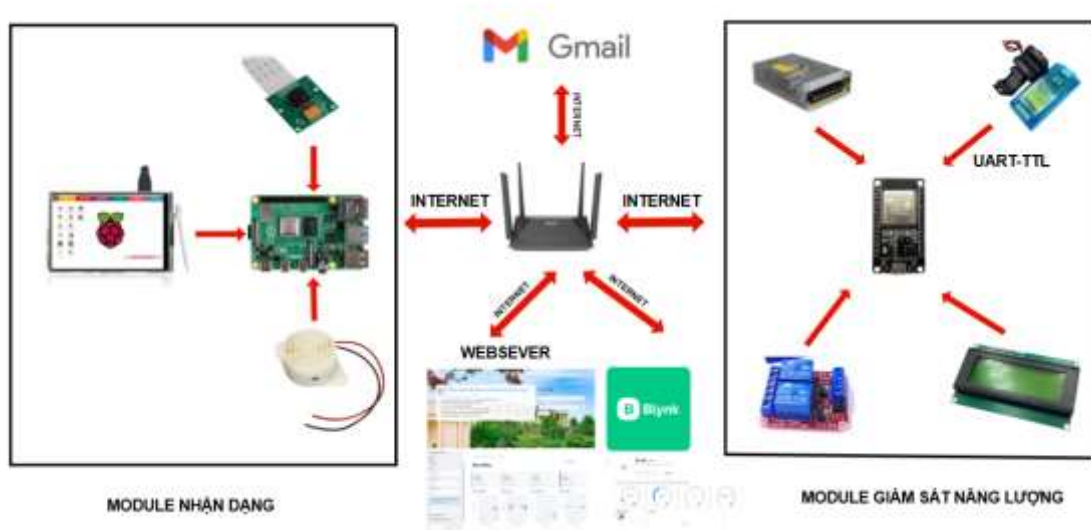 Gmail
INTERNET
UART-TTL
INTERNET
INTERNET
INTERNET
INTERNET
WEBSEVER
B Blynk
MODULE NHẬN DẠNG
MODULE GIÁM SÁT NĂNG LƯỢNG